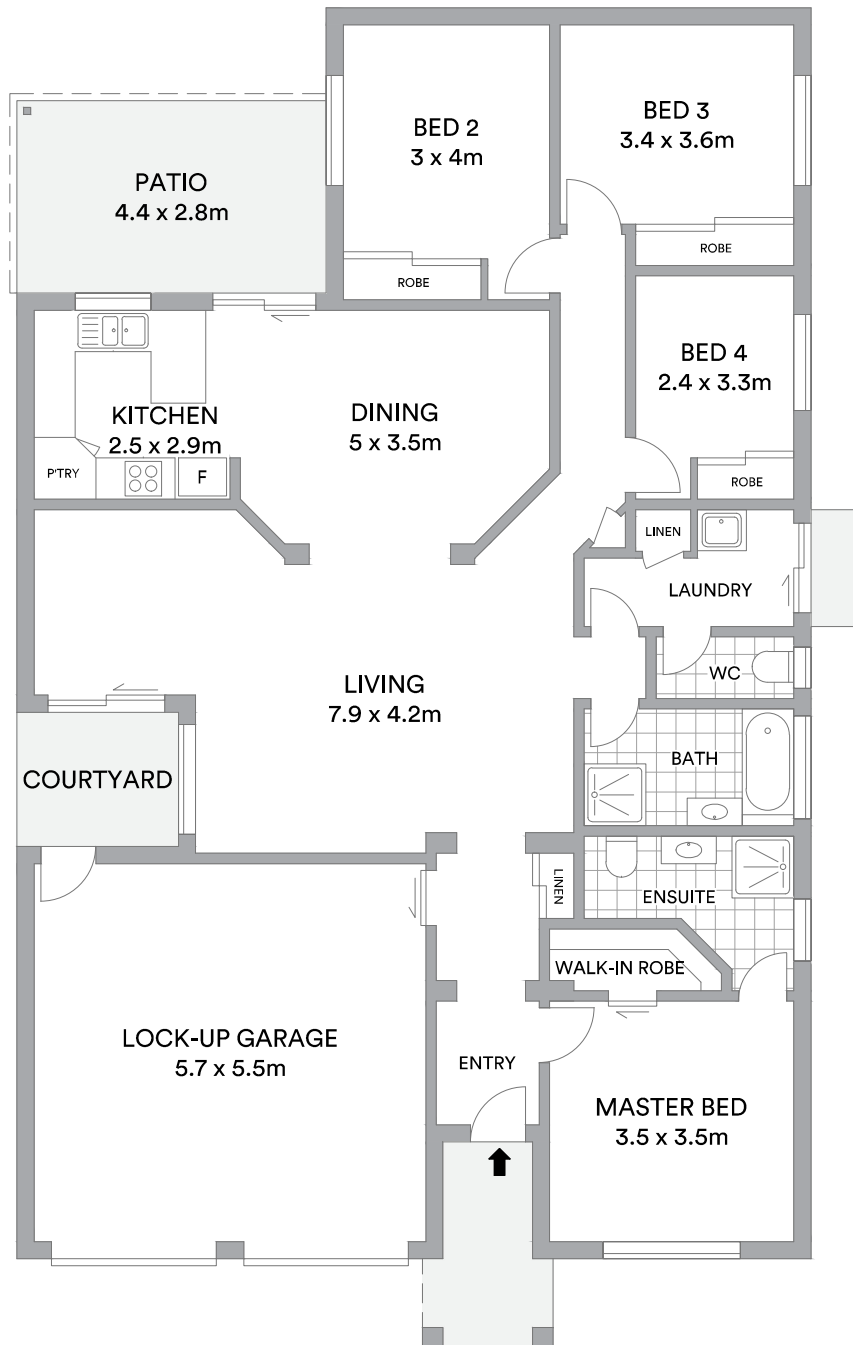 BED 2
3 x 4m
BED 3
3.4 x 3.6m
PATIO
4.4 x 2.8m
ROBE
ROBE
BED 4
2.4 x 3.3m
KITCHEN
2.5 x 2.9m
DINING
5 x 3.5m
P'TRY
F
ROBE
LINEN
LAUNDRY
WC
LIVING
7.9 x 4.2m
BATH
COURTYARD
LINEN
ENSUITE
WALK-IN ROBE
LOCK-UP GARAGE
5.7 x 5.5m
ENTRY
MASTER BED
3.5 x 3.5m